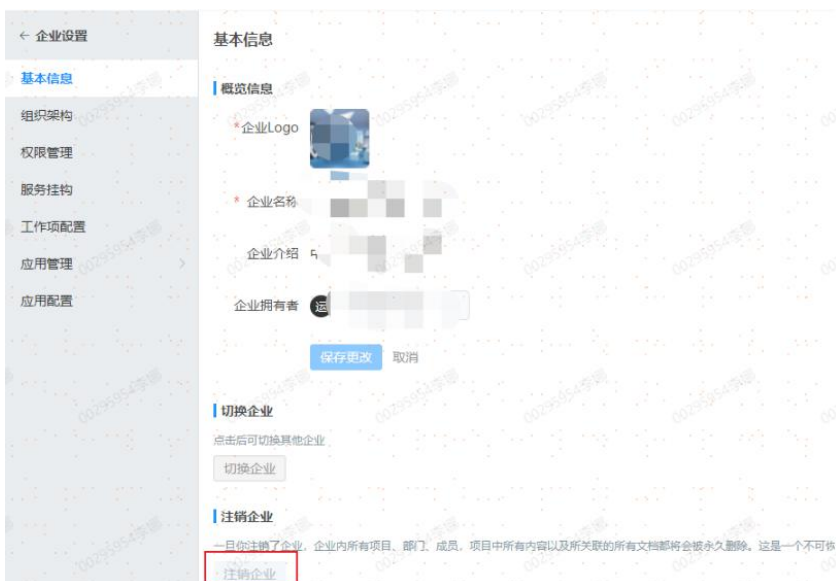 ← 企业设置
基本信息
组织架构
权限管理
服务挂钩
工作项配置
应用管理
应用配置
基本信息
概览信息
*企业Logo
* 企业名称
企业介绍
企业拥有者 运
保存更改 取消
切换企业
点击后可切换其他企业
切换企业
注销企业
一旦你注销了企业，企业内所有项目、部门、成员，项目中所有内容以及所关联的所有文档都将会被永久删除。这是一个不可恢
注销企业